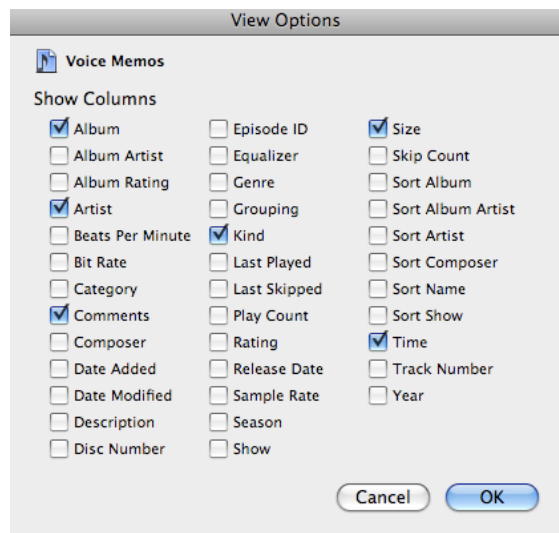 View Options
Voice Memos
Show Columns
Album
Album Artist
Album Rating
Artist
Beats Per Minute
Bit Rate
Category
Comments
Composer
Date Added
Date Modified
Description
Disc Number
Episode ID
Equalizer
Genre
Grouping
Kind
Last Played
Last Skipped
Play Count
Rating
Release Date
Sample Rate
Season
Show
Size
Skip Count
Sort Album
Sort Album Artist
Sort Artist
Sort Composer
Sort Name
Sort Show
Time
Track Number
Year
Cancel
OK